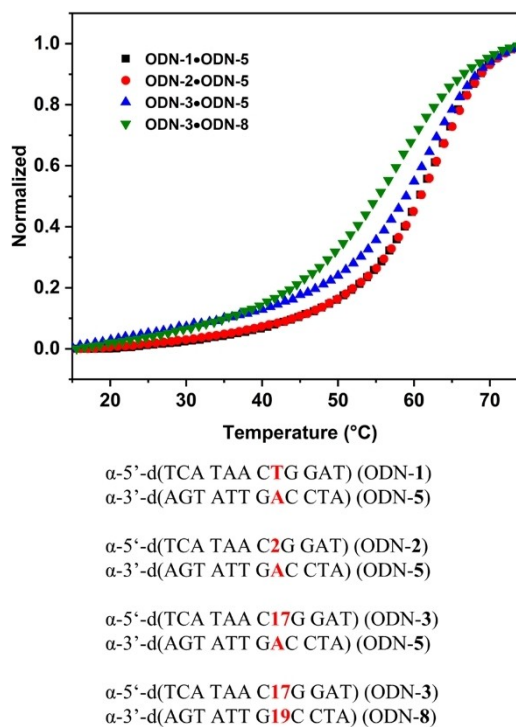 1.0
0.8
0.6
0.4
0.2
0.0
Normalized
ODN-1•ODN-5
ODN-2•ODN-5
ODN-3•ODN-5
ODN-3•ODN-8
20 30 40 50 60 70
Temperature (°C)
α-5’-d(TCA TAA CTG GAT) (ODN-1)
α-3’-d(AGT ATT GAC CTA) (ODN-5)
α-5‘-d(TCA TAA C2G GAT) (ODN-2)
α-3’-d(AGT ATT GAC CTA) (ODN-5)
α-5‘-d(TCA TAA C17G GAT) (ODN-3)
α-3’-d(AGT ATT GAC CTA) (ODN-5)
α-5‘-d(TCA TAA C17G GAT) (ODN-3)
α-3’-d(AGT ATT G19C CTA) (ODN-8)